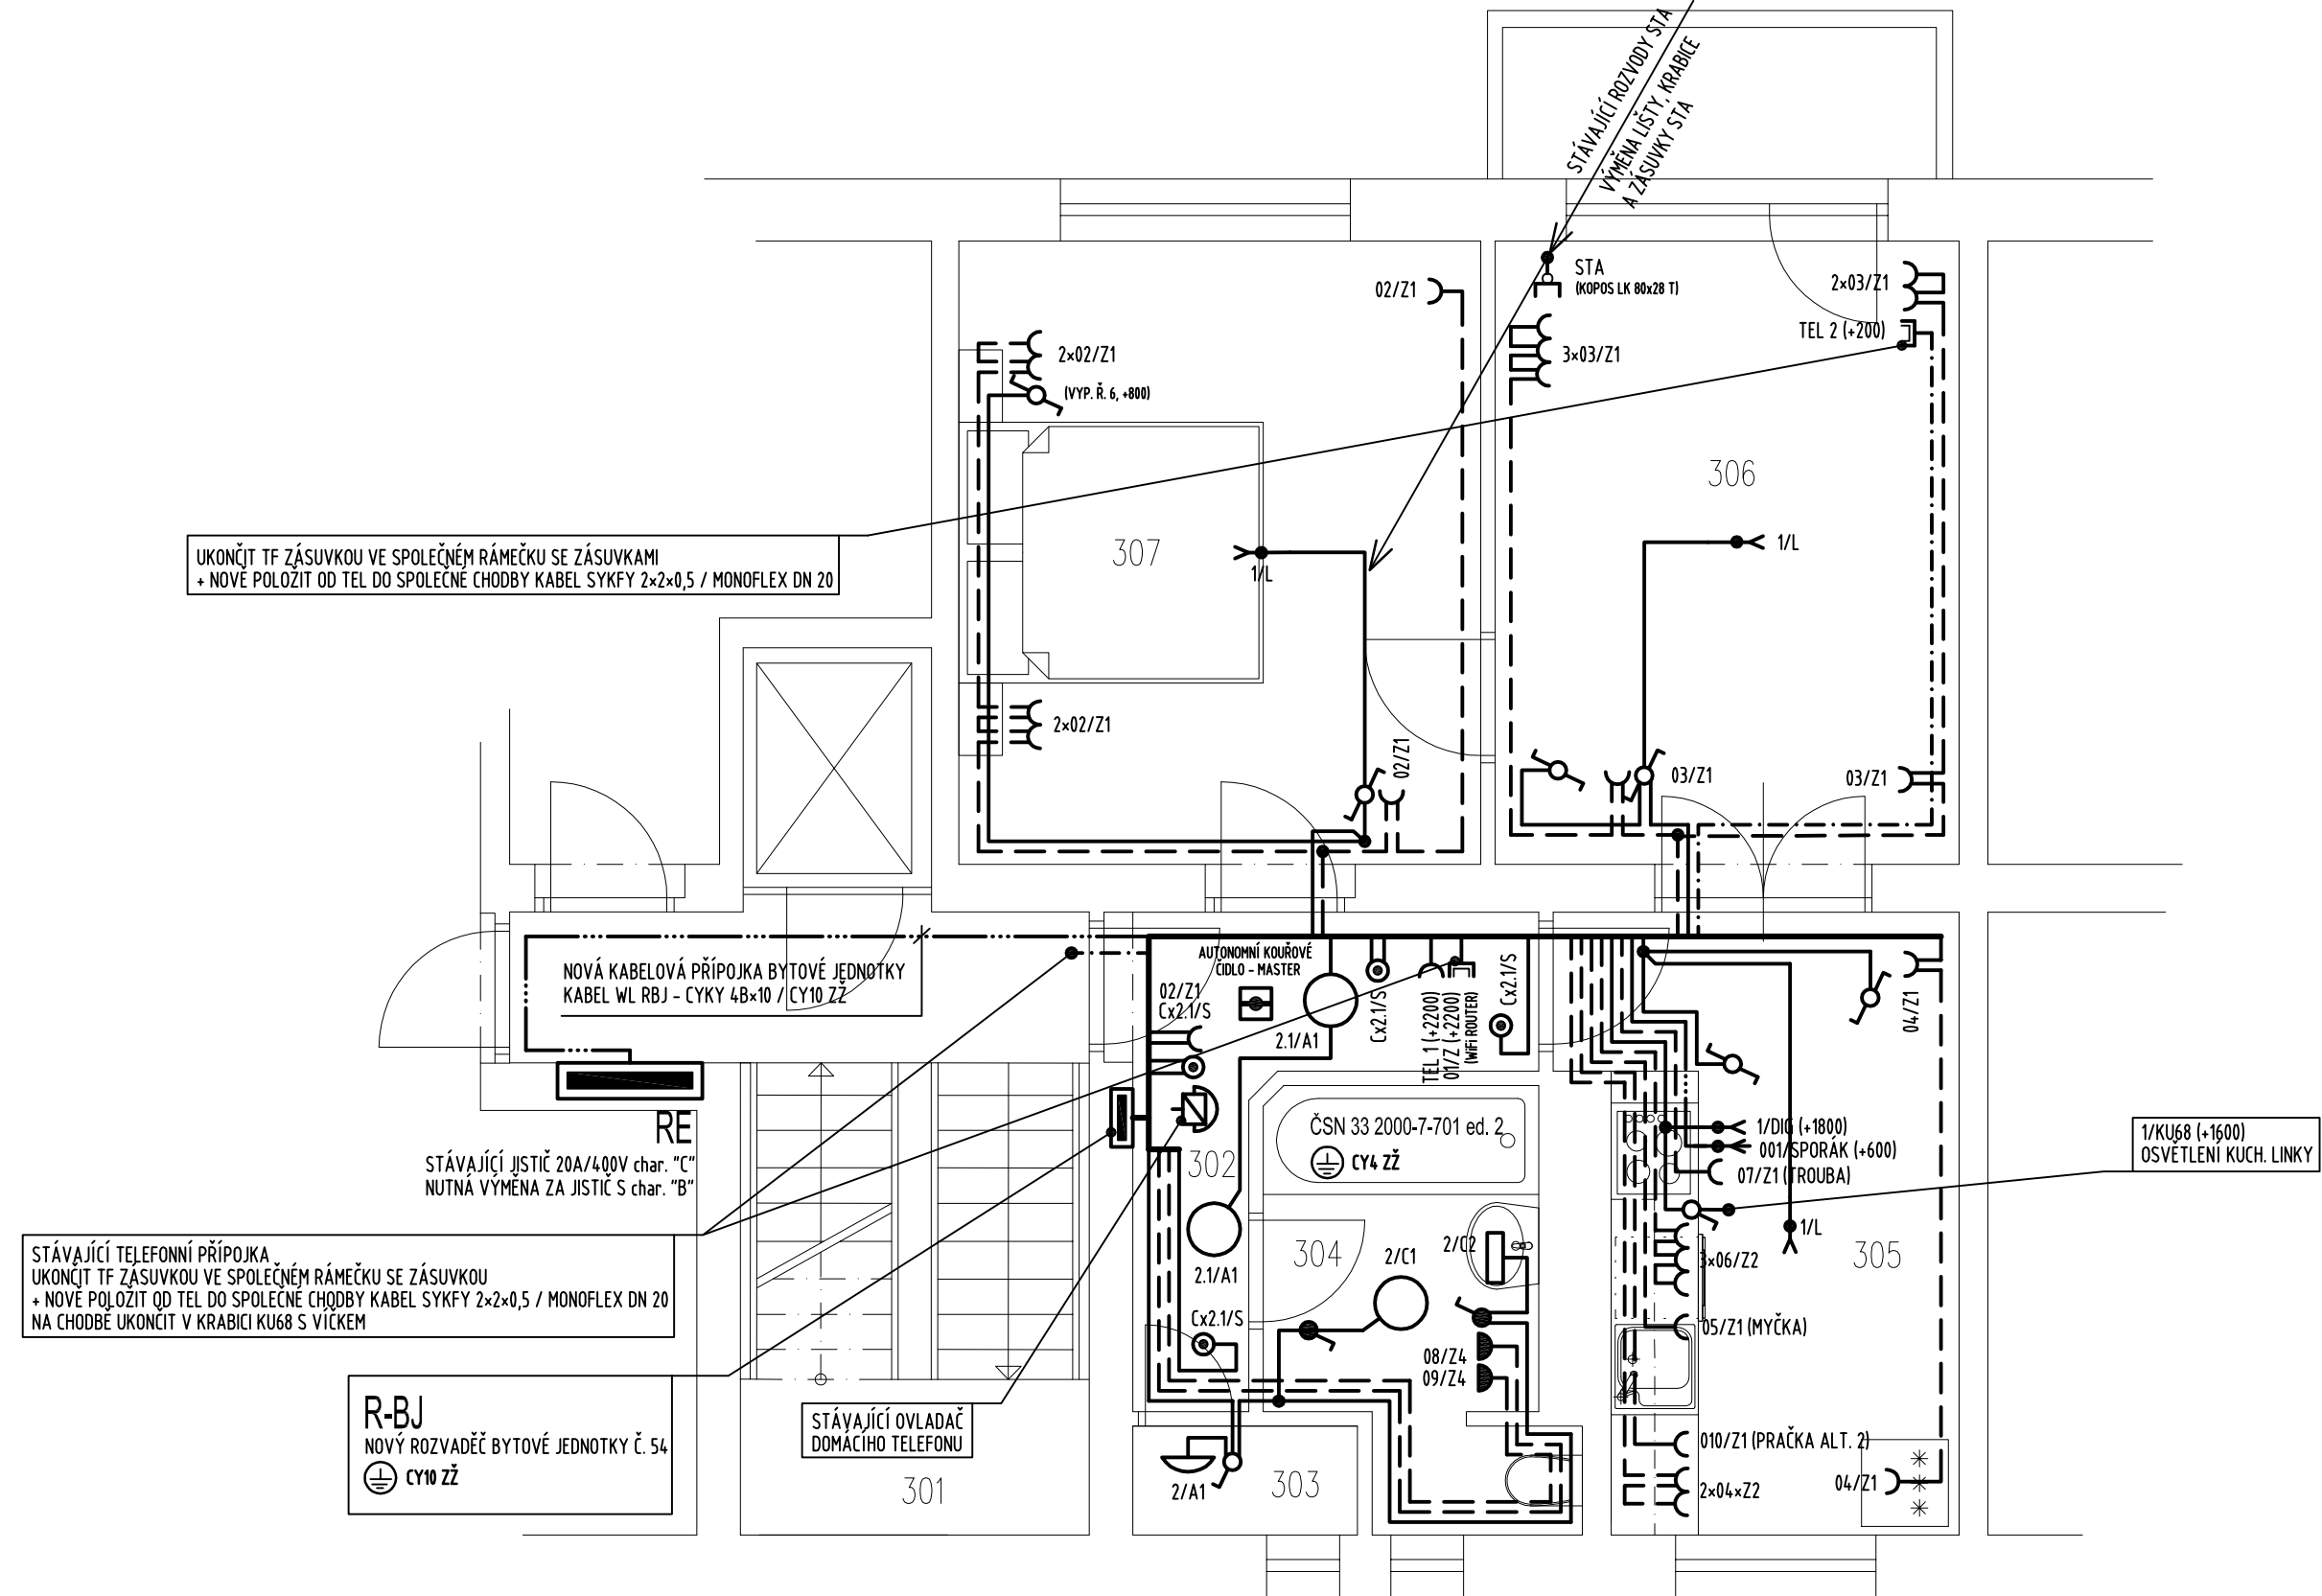 STÁVAJÍCÍ ROZVODY STA
VÝMĚNA LIŠTY, KRABICE
A ZÁSUVKY STA
STA
(KOPOS LK 80x28 T)
02/Z1
2×03/Z1
TEL 2 (+200)
2×02/Z1
(VYP. Ř. 6, +800)
3×03/Z1
306
307
1/L
1/L
UKONČIT TF ZÁSUVKOU VE SPOLEČNÉM RÁMEČKU SE ZÁSUVKAMI
+ NOVĚ POLOŽIT OD TEL DO SPOLEČNÉ CHODBY KABEL SYKFY 2×2×0,5 / MONOFLEX DN 20
2×02/Z1
02/Z1
03/Z1
03/Z1
NOVÁ KABELOVÁ PŘÍPOJKA BYTOVÉ JEDNOTKY
KABEL WL RBJ - CYKY 4B×10 / CY10 ZŽ
AUTONOMNÍ KOUŘOVÉ
ČIDLO - MASTER
02/Z1
Cx2.1/S
2.1/A1
Cx2.1/S
TEL 1 (+2200)
01/Z (+2200)
(WiFi ROUTER)
Cx2.1/S
04/Z1
RE
STÁVAJÍCÍ JISTIČ 20A/400V char. "C"
NUTNÁ VÝMĚNA ZA JISTIČ S char. "B"
ČSN 33 2000-7-701 ed. 2
CY4 ZŽ
302
1/DIG (+1800)
001/SPORÁK (+600)
07/Z1 (TROUBA)
1/KU68 (+1600)
OSVĚTLENÍ KUCH. LINKY
1/L
305
3×06/Z2
05/Z1 (MYČKA)
304
2/C1
2/C2
2.1/A1
Cx2.1/S
08/Z4
09/Z4
STÁVAJÍCÍ TELEFONNÍ PŘÍPOJKA
UKONČIT TF ZÁSUVKOU VE SPOLEČNÉM RÁMEČKU SE ZÁSUVKOU
+ NOVĚ POLOŽIT OD TEL DO SPOLEČNÉ CHODBY KABEL SYKFY 2×2×0,5 / MONOFLEX DN 20
NA CHODBĚ UKONČIT V KRABICI KU68 S VÍČKEM
R-BJ
NOVÝ ROZVADĚČ BYTOVÉ JEDNOTKY Č. 54
CY10 ZŽ
STÁVAJÍCÍ OVLADAČ
DOMÁCÍHO TELEFONU
301
2/A1
303
010/Z1 (PRAČKA ALT. 2)
2×04×Z2
04/Z1